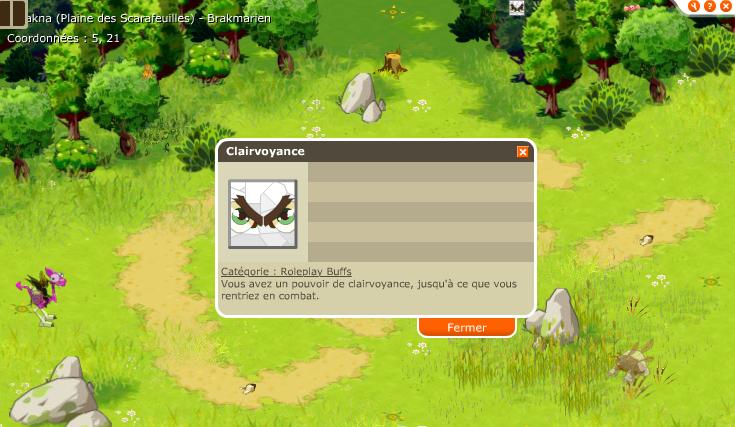 akna (Plaine des Scarafeuilles) - Brakmarien
Coordonnées : 5, 21
Clairvoyance
Catégorie : Roleplay Buffs
Vous avez un pouvoir de clairvoyance, jusqu'à ce que vous
rentriez en combat.
Fermer